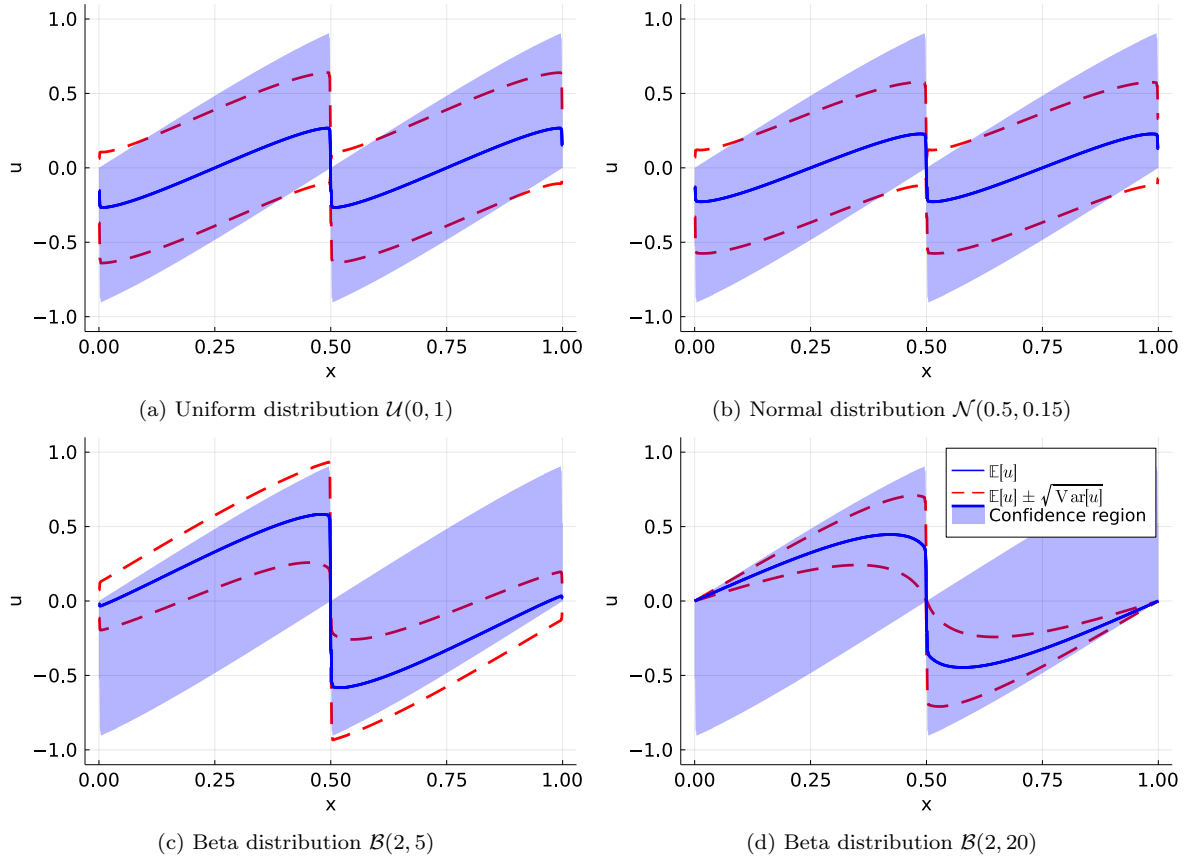 1.0
0.5
0.0
−0.5
−1.0
u
0.00
0.25
0.50
0.75
1.00
x
(a) Uniform distribution 𝒰(0, 1)
1.0
0.5
0.0
−0.5
−1.0
u
0.00
0.25
0.50
0.75
1.00
x
(b) Normal distribution 𝒩(0.5, 0.15)
1.0
0.5
0.0
−0.5
−1.0
u
0.00
0.25
0.50
0.75
1.00
x
(c) Beta distribution ℬ(2, 5)
1.0
0.5
0.0
−0.5
−1.0
u
𝔼[u]
𝔼[u] ± √Var[u]
Confidence region
0.00
0.25
0.50
0.75
1.00
x
(d) Beta distribution ℬ(2, 20)